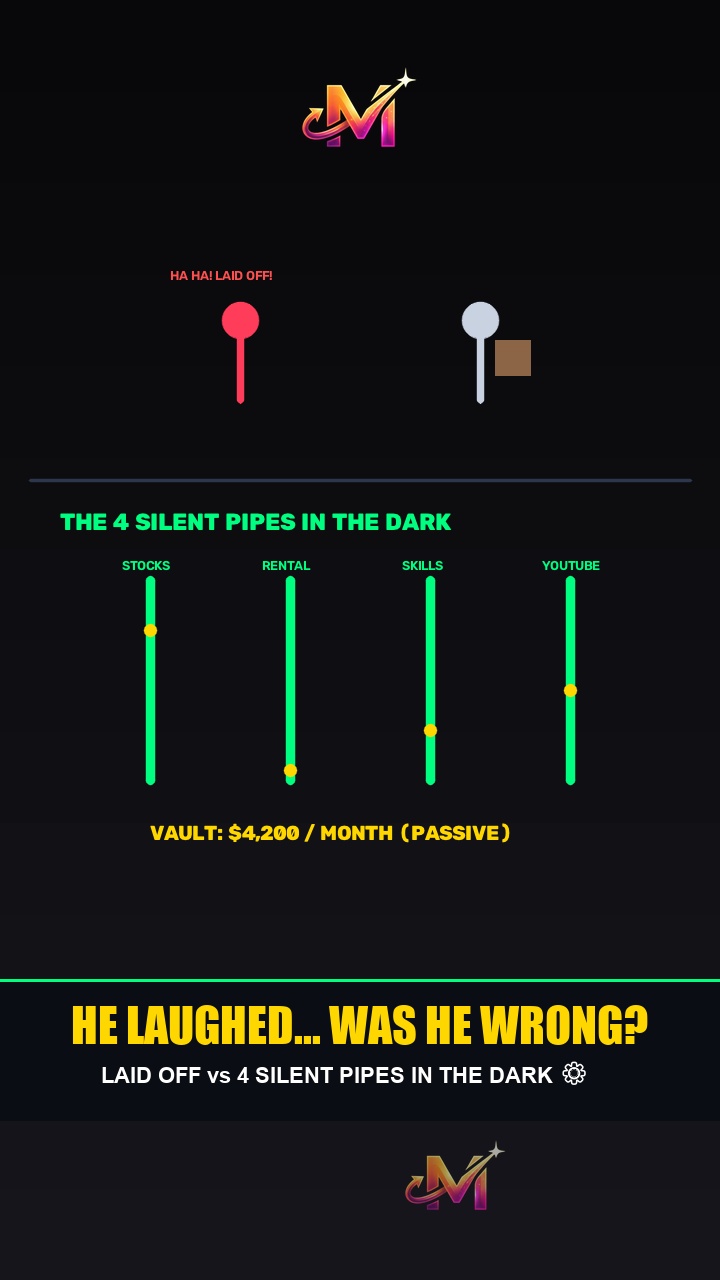 M
HA HA! LAID OFF!
THE 4 SILENT PIPES IN THE DARK
STOCKS RENTAL SKILLS YOUTUBE
VAULT: $4,200 / MONTH (PASSIVE)
HE LAUGHED... WAS HE WRONG?
LAID OFF vs 4 SILENT PIPES IN THE DARK
M